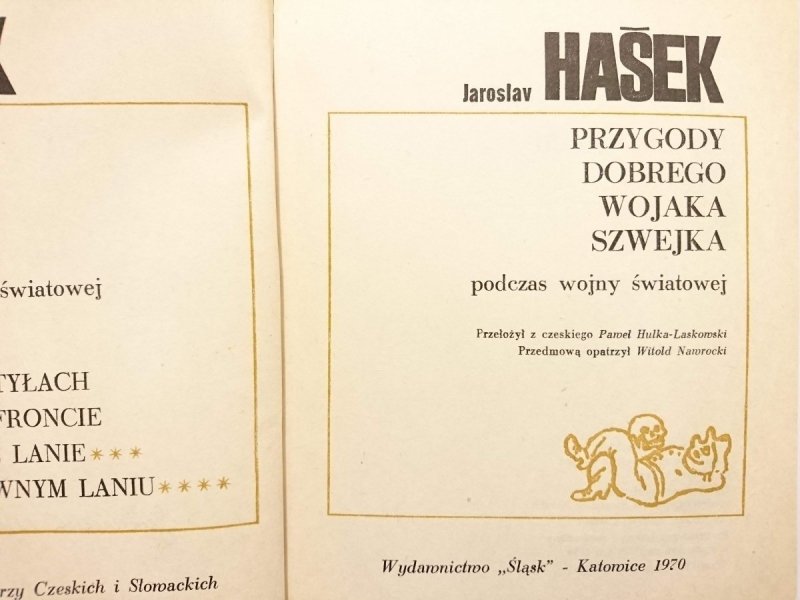 światowej
TYŁACH
FRONCIE
LANIE ***
WNYM LANIU ****
Czeskich i Słowackich
Jaroslav HAŠEK
PRZYGODY
DOBREGO
WOJAKA
SZWEJKA
podczas wojny światowej
Przełożył z czeskiego Paweł Hulka-Laskowski
Przedmową opatrzył Witold Nawrocki
Wydawnictwo „Śląsk” - Katowice 1970